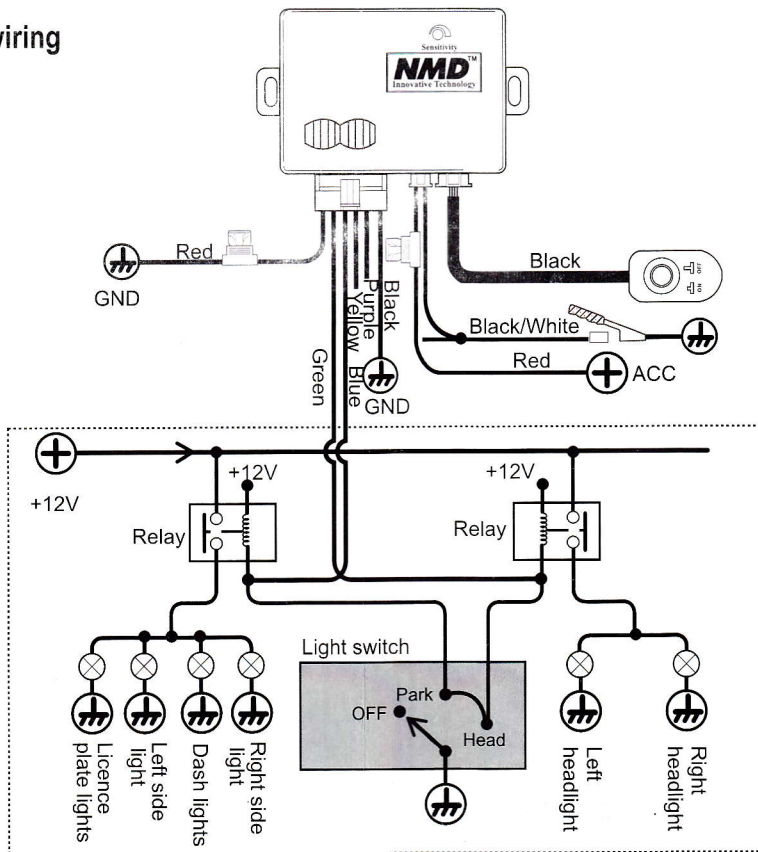 wiring
Sensitivity
NMD™
Innovative Technology
Red
GND
Black
Purple
Yellow
Blue
Green
GND
Black
OFF
ON
Black/White
Red
ACC
+12V
+12V
+12V
Relay
Relay
Light switch
Park
OFF
Head
Licence
plate lights
Left side
light
Dash lights
Right side
light
Left
headlight
Right
headlight